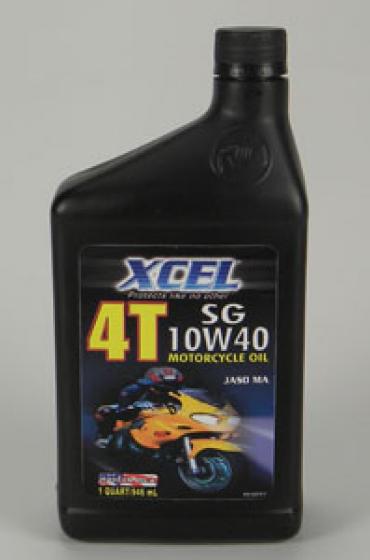 XCEL
Protects like no other
4T
SG
10W40
MOTORCYCLE OIL
JASO MA
1 QUART/946 mL